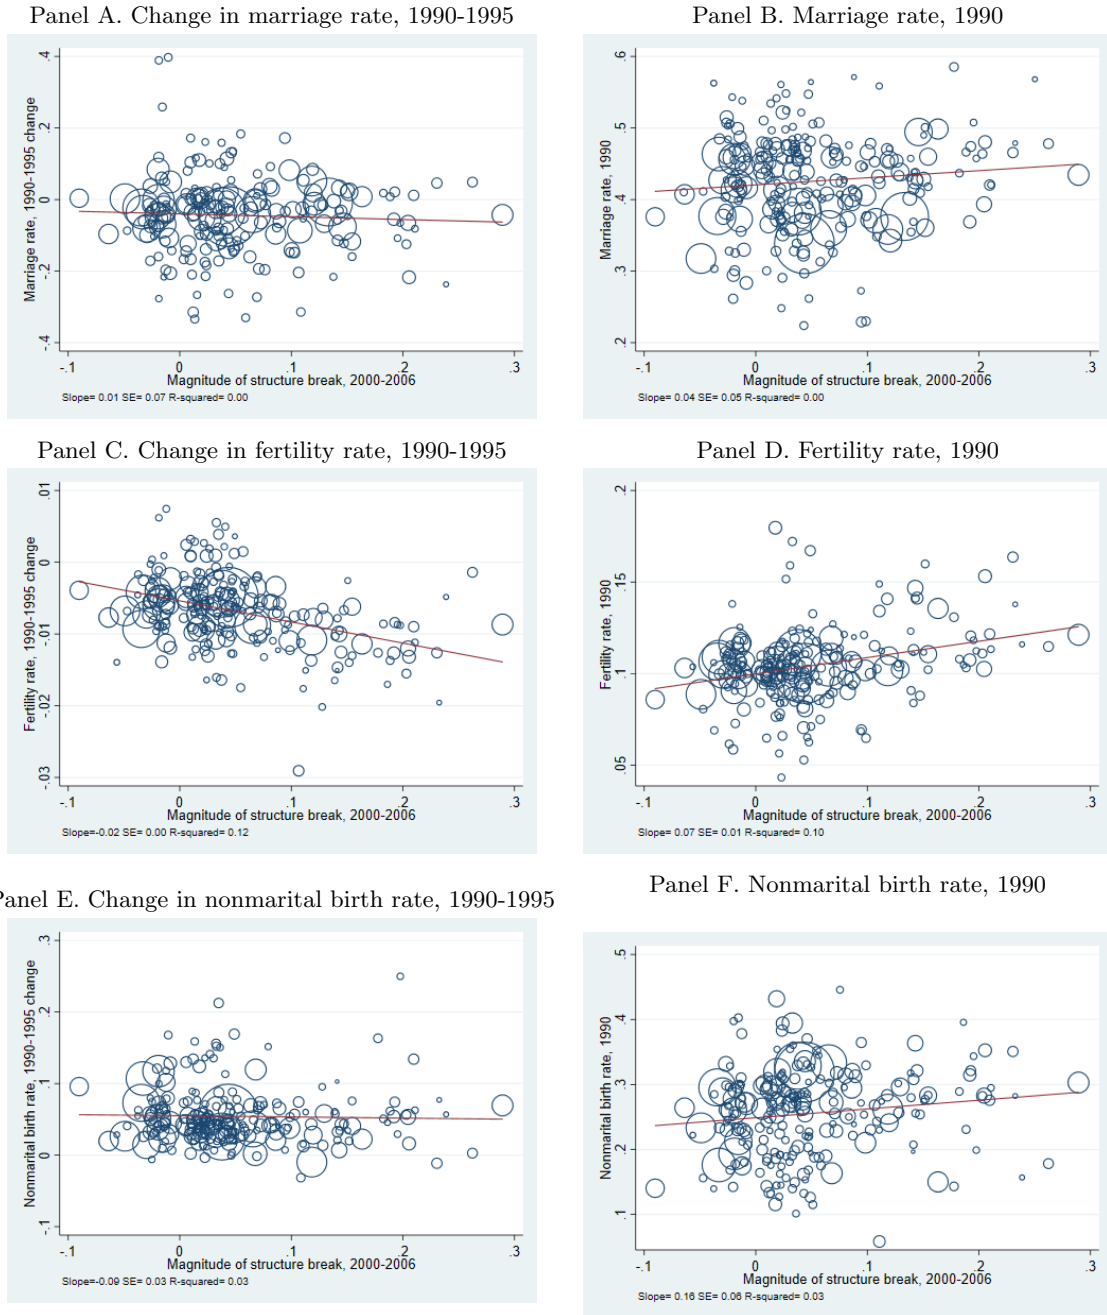 Panel A. Change in marriage rate, 1990-1995
.4
.2
0
-.2
-.4
Marriage rate, 1990-1995 change
-.1
0
.1
.2
.3
Magnitude of structure break, 2000-2006
Slope= 0.01 SE= 0.07 R-squared= 0.00
Panel B. Marriage rate, 1990
.6
.5
.4
.3
.2
Marriage rate, 1990
-.1
0
.1
.2
.3
Magnitude of structure break, 2000-2006
Slope= 0.04 SE= 0.05 R-squared= 0.00
Panel C. Change in fertility rate, 1990-1995
.01
0
-.01
-.02
-.03
Fertility rate, 1990-1995 change
-.1
0
.1
.2
.3
Magnitude of structure break, 2000-2006
Slope=-0.02 SE= 0.00 R-squared= 0.12
Panel D. Fertility rate, 1990
.2
.15
.1
.05
Fertility rate, 1990
-.1
0
.1
.2
.3
Magnitude of structure break, 2000-2006
Slope= 0.07 SE= 0.01 R-squared= 0.10
Panel E. Change in nonmarital birth rate, 1990-1995
.3
.2
.1
0
-.1
Nonmarital birth rate, 1990-1995 change
-.1
0
.1
.2
.3
Magnitude of structure break, 2000-2006
Slope=-0.09 SE= 0.03 R-squared= 0.03
Panel F. Nonmarital birth rate, 1990
.5
.4
.3
.2
.1
Nonmarital birth rate, 1990
-.1
0
.1
.2
.3
Magnitude of structure break, 2000-2006
Slope= 0.16 SE= 0.06 R-squared= 0.03